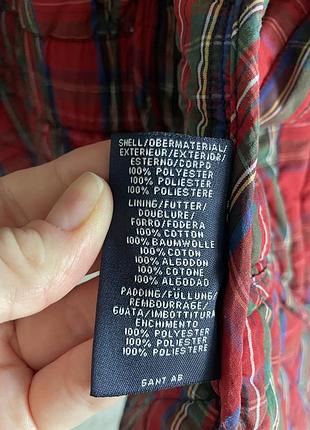 SHELL/OBERMATERIAL/
EXTERIEUR/EXTERIOR/
ESTERNO/CORPO
100% POLYESTER
100% POLIESTER
100% POLIESTERE
LINING/FUTTER/
DOUBLURE/
FORRO/FODERA
100% COTTON
100% BAUMWOLLE
100% COTON
100% ALGODON
100% COTONE
100% ALGODAO
PADDING/FÜLLUNG/
REMBOURRAGE/
GUATA/IMBOTTITURA
ENCHIMENTO
100% POLYESTER
100% POLIESTER
100% POLIESTERE
GANT AB